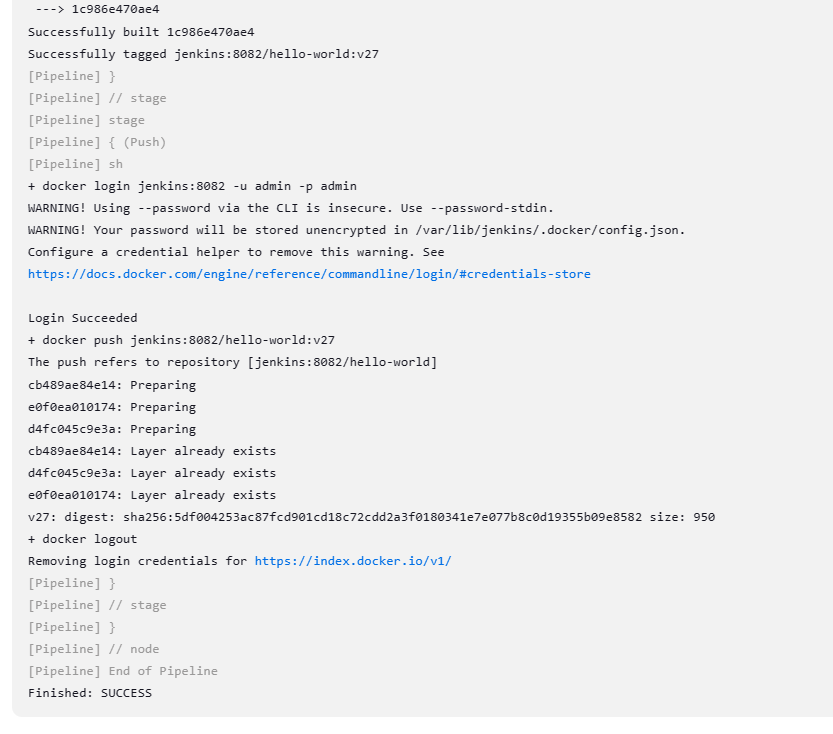 ---> 1c986e470ae4
Successfully built 1c986e470ae4
Successfully tagged jenkins:8082/hello-world:v27
[Pipeline] }
[Pipeline] // stage
[Pipeline] stage
[Pipeline] { (Push)
[Pipeline] sh
+ docker login jenkins:8082 -u admin -p admin
WARNING! Using --password via the CLI is insecure. Use --password-stdin.
WARNING! Your password will be stored unencrypted in /var/lib/jenkins/.docker/config.json.
Configure a credential helper to remove this warning. See
https://docs.docker.com/engine/reference/commandline/login/#credentials-store
Login Succeeded
+ docker push jenkins:8082/hello-world:v27
The push refers to repository [jenkins:8082/hello-world]
cb489ae84e14: Preparing
e0f0ea010174: Preparing
d4fc045c9e3a: Preparing
cb489ae84e14: Layer already exists
d4fc045c9e3a: Layer already exists
e0f0ea010174: Layer already exists
v27: digest: sha256:5df004253ac87fcd901cd18c72cdd2a3f0180341e7e077b8c0d19355b09e8582 size: 950
+ docker logout
Removing login credentials for https://index.docker.io/v1/
[Pipeline] }
[Pipeline] // stage
[Pipeline] }
[Pipeline] // node
[Pipeline] End of Pipeline
Finished: SUCCESS